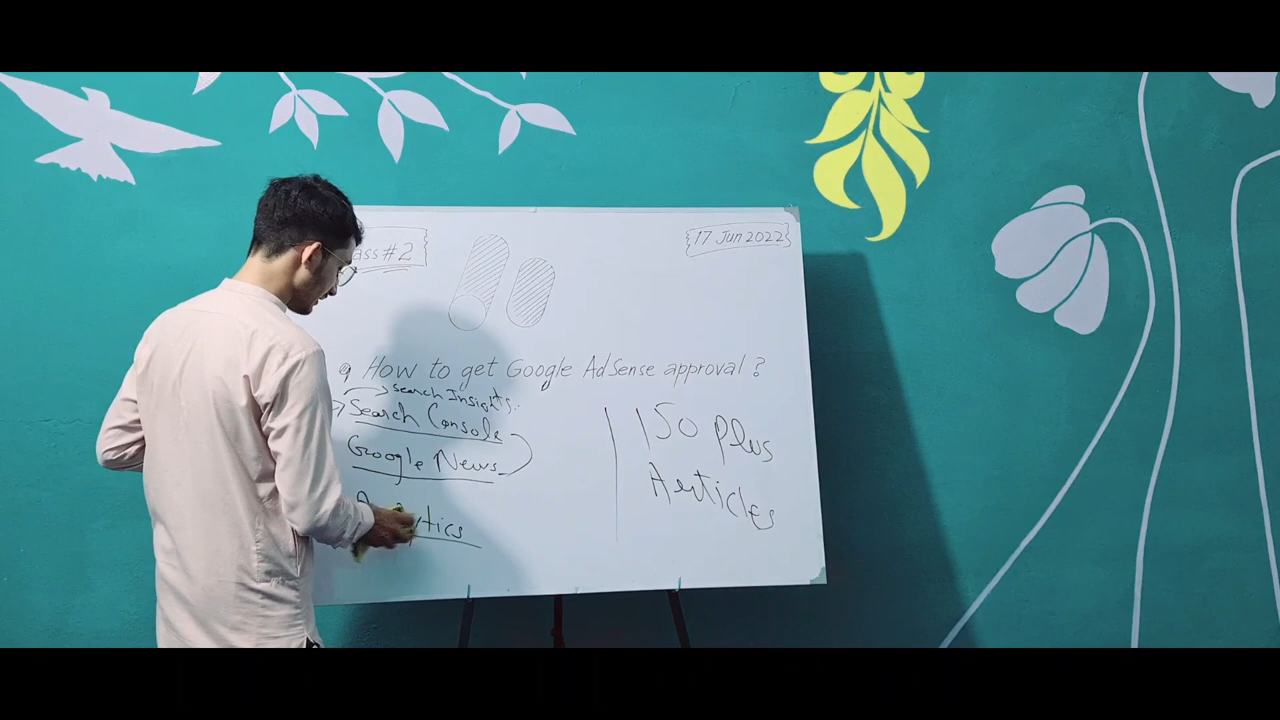 ass#2
17 Jun 2022
How to get Google AdSense approval?
→ Search Insights..
→ Search Console
Google News
tics
150 plus
Aerticles